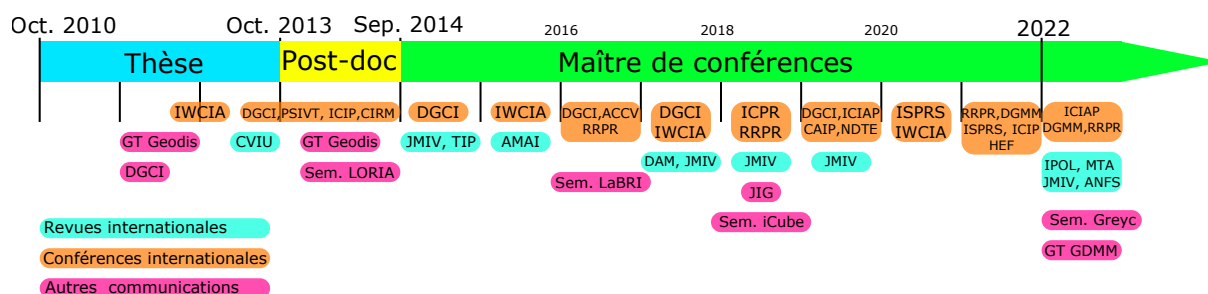 Oct. 2010 Oct. 2013 Sep. 2014 2016 2018 2020 2022
Thèse Post-doc Maître de conférences
IWCIA DGCI,PSIVT, ICIP,CIRM DGCI IWCIA DGCI,ACCV DGCI ICPR DGCI,ICIAP ISPRS RRPR,DGMM ICIAP
RRPR IWCIA RRPR CAIP,NDTE IWCIA ISPRS, ICIP DGMM,RRPR
HEF
GT Geodis CVIU GT Geodis JMIV, TIP AMAI
DAM, JMIV JMIV JMIV IPOL, MTA
DGCI Sem. LORIA Sem. LaBRI JMIV, ANFS
JIG
Sem. iCube Sem. Greyc
Revues internationales
Conférences internationales GT GDMM
Autres communications